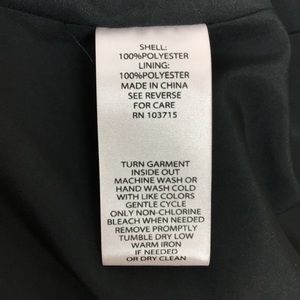 SHELL:
100%POLYESTER
LINING:
100%POLYESTER
MADE IN CHINA
SEE REVERSE
FOR CARE
RN 103715
TURN GARMENT
INSIDE OUT
MACHINE WASH OR
HAND WASH COLD
WITH LIKE COLORS
GENTLE CYCLE
ONLY NON-CHLORINE
BLEACH WHEN NEEDED
REMOVE PROMPTLY
TUMBLE DRY LOW
WARM IRON
IF NEEDED
OR DRY CLEAN